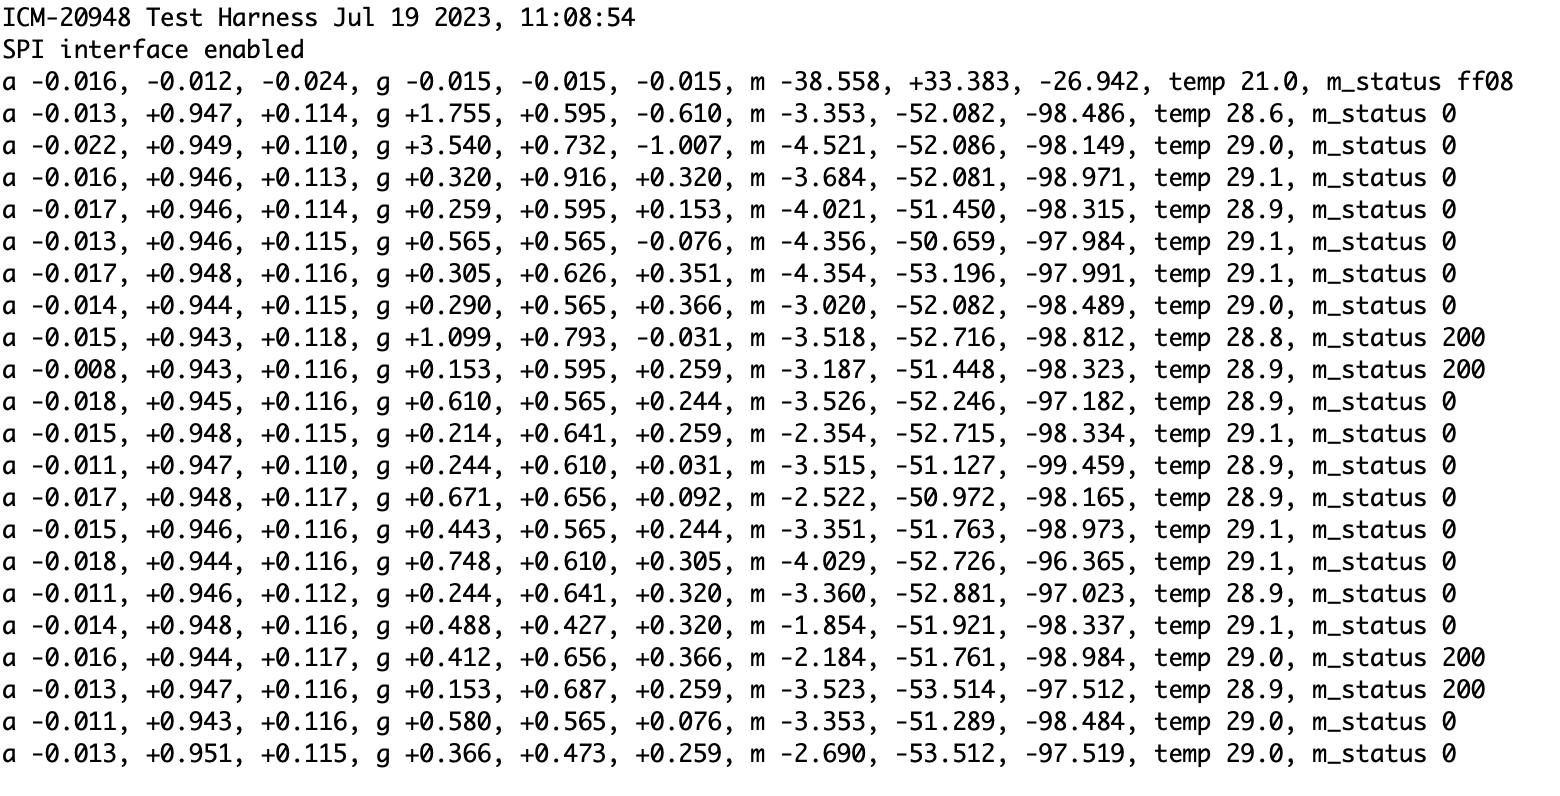 ICM-20948 Test Harness Jul 19 2023, 11:08:54
SPI interface enabled
a -0.016, -0.012, -0.024, g -0.015, -0.015, -0.015, m -38.558, +33.383, -26.942, temp 21.0, m_status ff08
a -0.013, +0.947, +0.114, g +1.755, +0.595, -0.610, m -3.353, -52.082, -98.486, temp 28.6, m_status 0
a -0.022, +0.949, +0.110, g +3.540, +0.732, -1.007, m -4.521, -52.086, -98.149, temp 29.0, m_status 0
a -0.016, +0.946, +0.113, g +0.320, +0.916, +0.320, m -3.684, -52.081, -98.971, temp 29.1, m_status 0
a -0.017, +0.946, +0.114, g +0.259, +0.595, +0.153, m -4.021, -51.450, -98.315, temp 28.9, m_status 0
a -0.013, +0.946, +0.115, g +0.565, +0.565, -0.076, m -4.356, -50.659, -97.984, temp 29.1, m_status 0
a -0.017, +0.948, +0.116, g +0.305, +0.626, +0.351, m -4.354, -53.196, -97.991, temp 29.1, m_status 0
a -0.014, +0.944, +0.115, g +0.290, +0.565, +0.366, m -3.020, -52.082, -98.489, temp 29.0, m_status 0
a -0.015, +0.943, +0.118, g +1.099, +0.793, -0.031, m -3.518, -52.716, -98.812, temp 28.8, m_status 200
a -0.008, +0.943, +0.116, g +0.153, +0.595, +0.259, m -3.187, -51.448, -98.323, temp 28.9, m_status 200
a -0.018, +0.945, +0.116, g +0.610, +0.565, +0.244, m -3.526, -52.246, -97.182, temp 28.9, m_status 0
a -0.015, +0.948, +0.115, g +0.214, +0.641, +0.259, m -2.354, -52.715, -98.334, temp 29.1, m_status 0
a -0.011, +0.947, +0.110, g +0.244, +0.610, +0.031, m -3.515, -51.127, -99.459, temp 28.9, m_status 0
a -0.017, +0.948, +0.117, g +0.671, +0.656, +0.092, m -2.522, -50.972, -98.165, temp 28.9, m_status 0
a -0.015, +0.946, +0.116, g +0.443, +0.565, +0.244, m -3.351, -51.763, -98.973, temp 29.1, m_status 0
a -0.018, +0.944, +0.116, g +0.748, +0.610, +0.305, m -4.029, -52.726, -96.365, temp 29.1, m_status 0
a -0.011, +0.946, +0.112, g +0.244, +0.641, +0.320, m -3.360, -52.881, -97.023, temp 28.9, m_status 0
a -0.014, +0.948, +0.116, g +0.488, +0.427, +0.320, m -1.854, -51.921, -98.337, temp 29.1, m_status 0
a -0.016, +0.944, +0.117, g +0.412, +0.656, +0.366, m -2.184, -51.761, -98.984, temp 29.0, m_status 200
a -0.013, +0.947, +0.116, g +0.153, +0.687, +0.259, m -3.523, -53.514, -97.512, temp 28.9, m_status 200
a -0.011, +0.943, +0.116, g +0.580, +0.565, +0.076, m -3.353, -51.289, -98.484, temp 29.0, m_status 0
a -0.013, +0.951, +0.115, g +0.366, +0.473, +0.259, m -2.690, -53.512, -97.519, temp 29.0, m_status 0